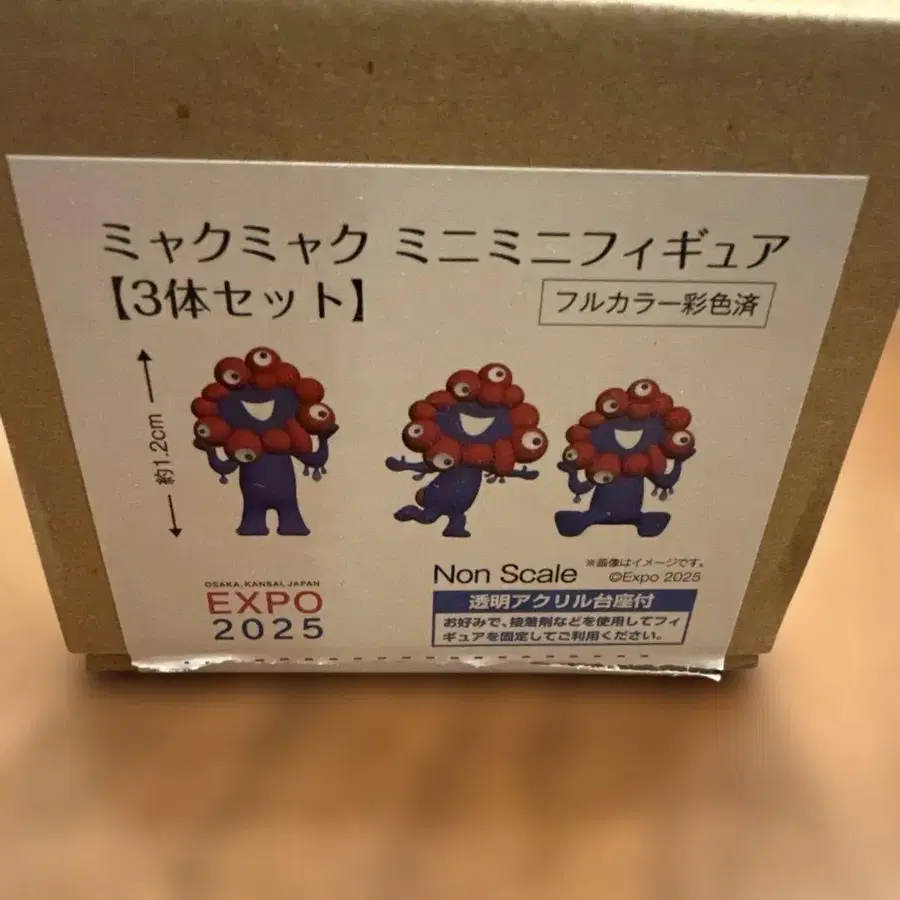 ミャクミャク ミニミニフィギュア
【3体セット】
フルカラー彩色済
約1.2cm
OSAKA, KANSAI, JAPAN
EXPO
2025
※画像はイメージです。
Non Scale ©Expo 2025
透明アクリル台座付
お好みで、接着剤などを使用してフィ
ギュアを固定してご利用ください。